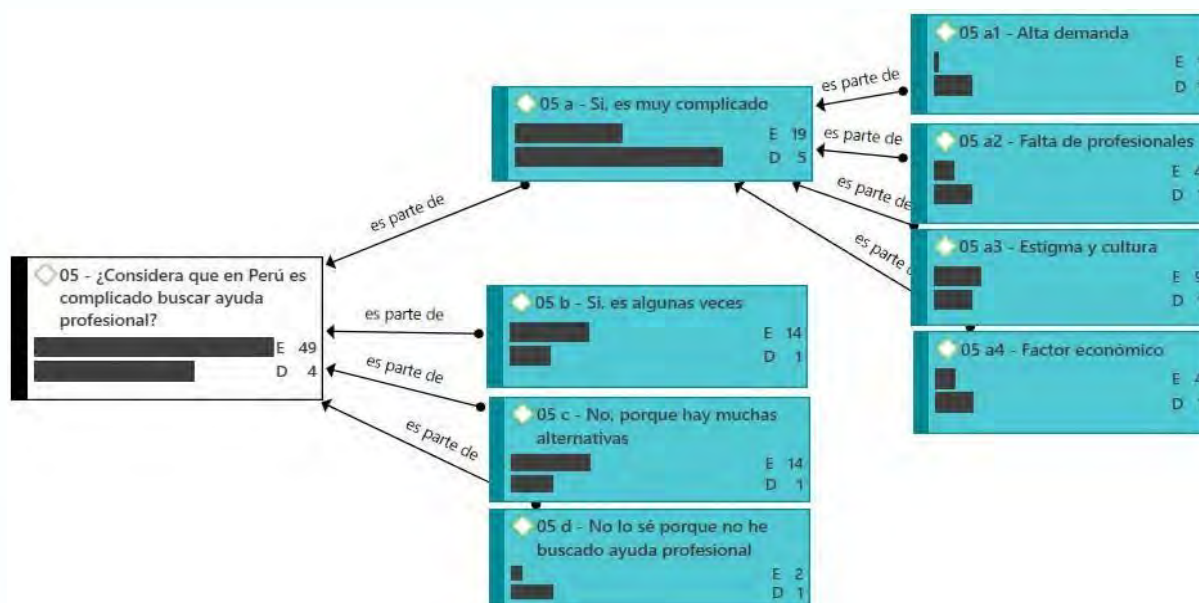 05 a1 - Alta demanda
E
D
es parte de
05 a - Si, es muy complicado
E 19
D 5
es parte de
05 a2 - Falta de profesionales
E 4
D
es parte de
es parte de
05 a3 - Estigma y cultura
E
D
es parte
05 - ¿Considera que en Perú es
complicado buscar ayuda
profesional?
E 49
D 4
es parte de
05 b - Si, es algunas veces
E 14
D 1
05 a4 - Factor económico
E 4
D
es parte de
05 c - No, porque hay muchas
alternativas
E 14
D 1
es parte de
05 d - No lo sé porque no he
buscado ayuda profesional
E 2
D 1